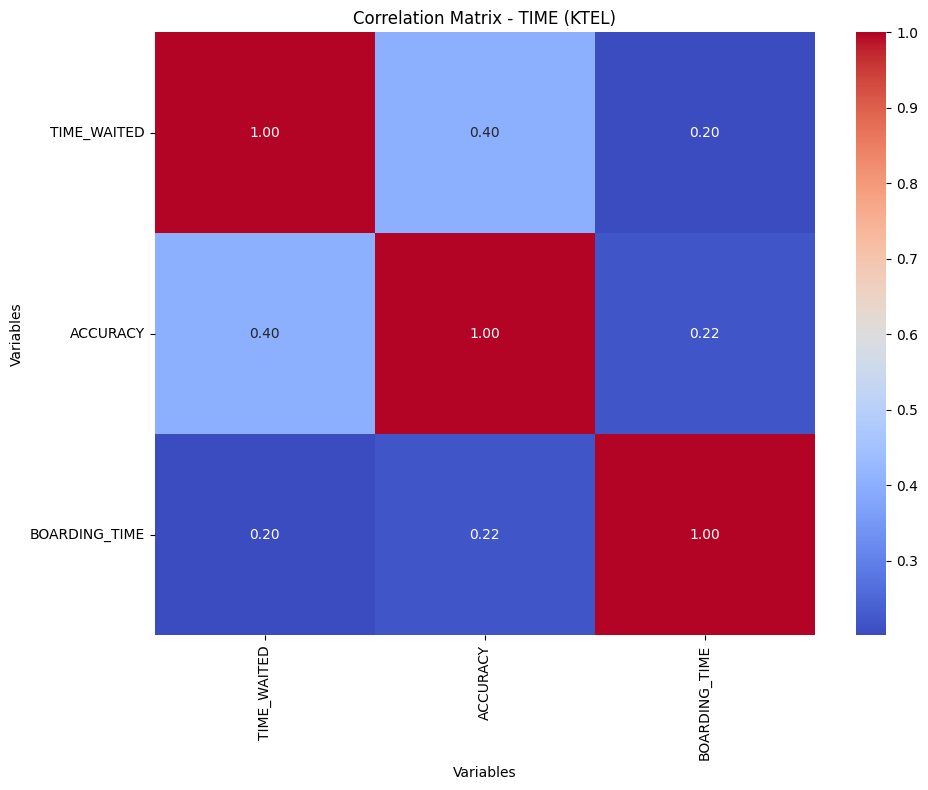 Correlation Matrix - TIME (KTEL)
Variables
TIME_WAITED
ACCURACY
BOARDING_TIME
1.00 0.40 0.20
0.40 1.00 0.22
0.20 0.22 1.00
TIME_WAITED
ACCURACY
BOARDING_TIME
Variables
1.0
0.9
0.8
0.7
0.6
0.5
0.4
0.3